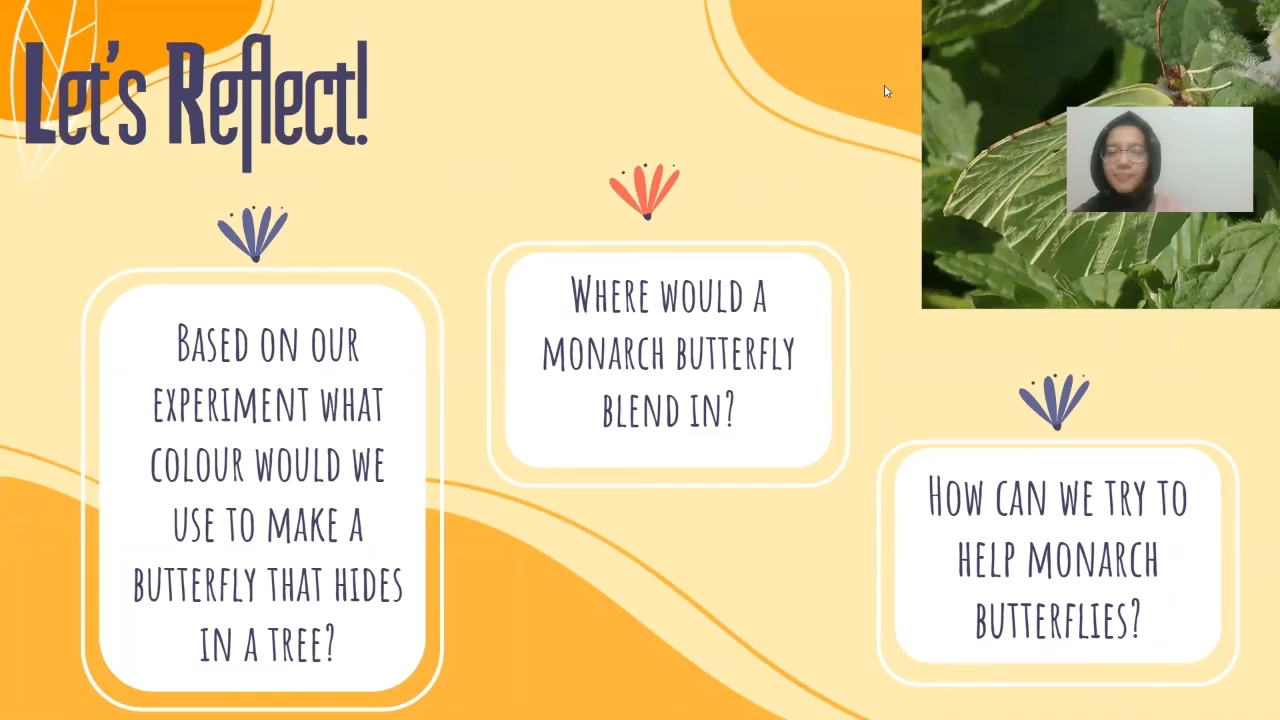 Let's Reflect!
Based on our
experiment what
colour would we
use to make a
butterfly that hides
in a tree?
Where would a
monarch butterfly
blend in?
How can we try to
help monarch
butterflies?